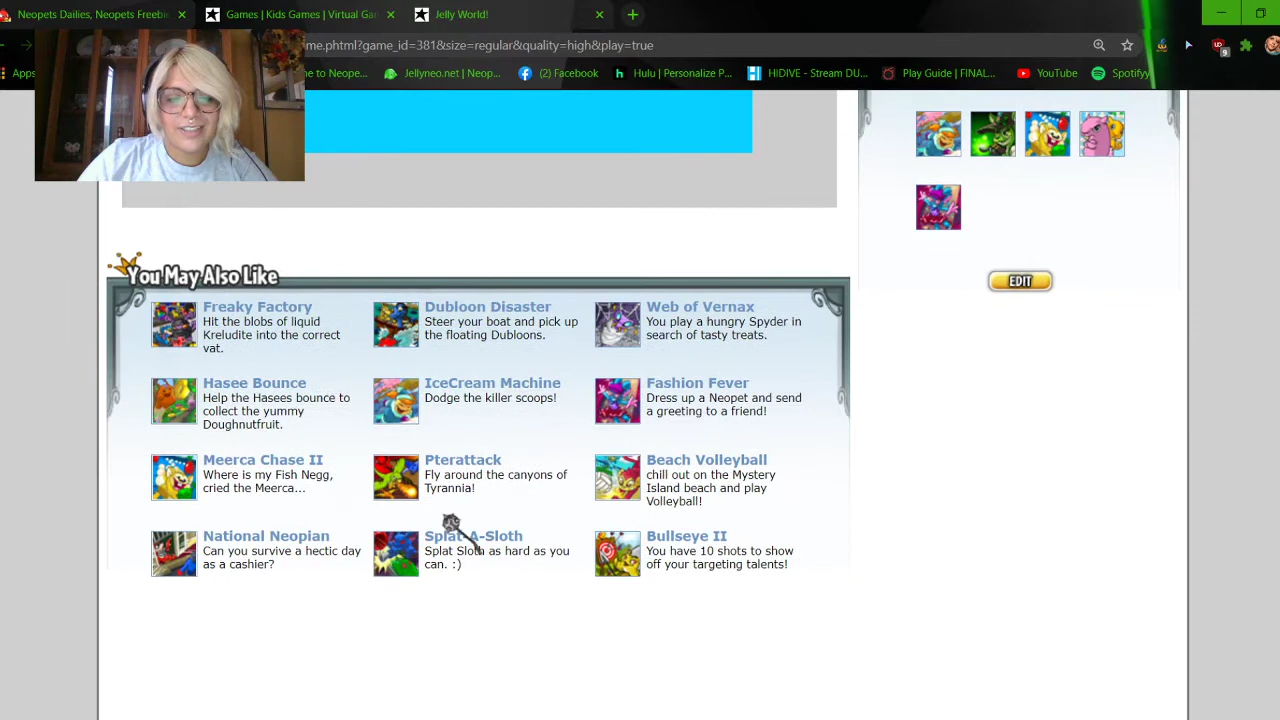 Neopets Dailies, Neopets Freebie
Games | Kids Games | Virtual Ga
Jelly World!
me.phtml?game_id=381&size=regular&quality=high&play=true
Apps
ne to Neope...
Jellyneo.net | Neop...
(2) Facebook
Hulu | Personalize P...
HIDIVE - Stream DU...
Play Guide | FINAL...
YouTube
Spotify
9
You May Also Like
EDIT
Freaky Factory
Hit the blobs of liquid
Kreludite into the correct
vat.
Dubloon Disaster
Steer your boat and pick up
the floating Dubloons.
Web of Vernax
You play a hungry Spyder in
search of tasty treats.
Hasee Bounce
Help the Hasees bounce to
collect the yummy
Doughnutfruit.
IceCream Machine
Dodge the killer scoops!
Fashion Fever
Dress up a Neopet and send
a greeting to a friend!
Meerca Chase II
Where is my Fish Negg,
cried the Meerca...
Pterattack
Fly around the canyons of
Tyrannia!
Beach Volleyball
chill out on the Mystery
Island beach and play
Volleyball!
National Neopian
Can you survive a hectic day
as a cashier?
Splat-A-Sloth
Splat Sloth as hard as you
can. :)
Bullseye II
You have 10 shots to show
off your targeting talents!